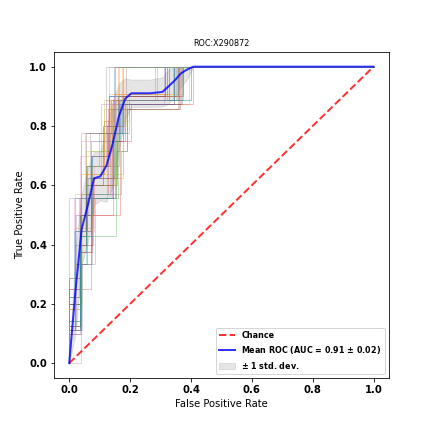 ROC:X290872
1.0
0.8
0.6
0.4
0.2
0.0
True Positive Rate
0.0 0.2 0.4 0.6 0.8 1.0
False Positive Rate
Chance
Mean ROC (AUC = 0.91 ± 0.02)
± 1 std. dev.